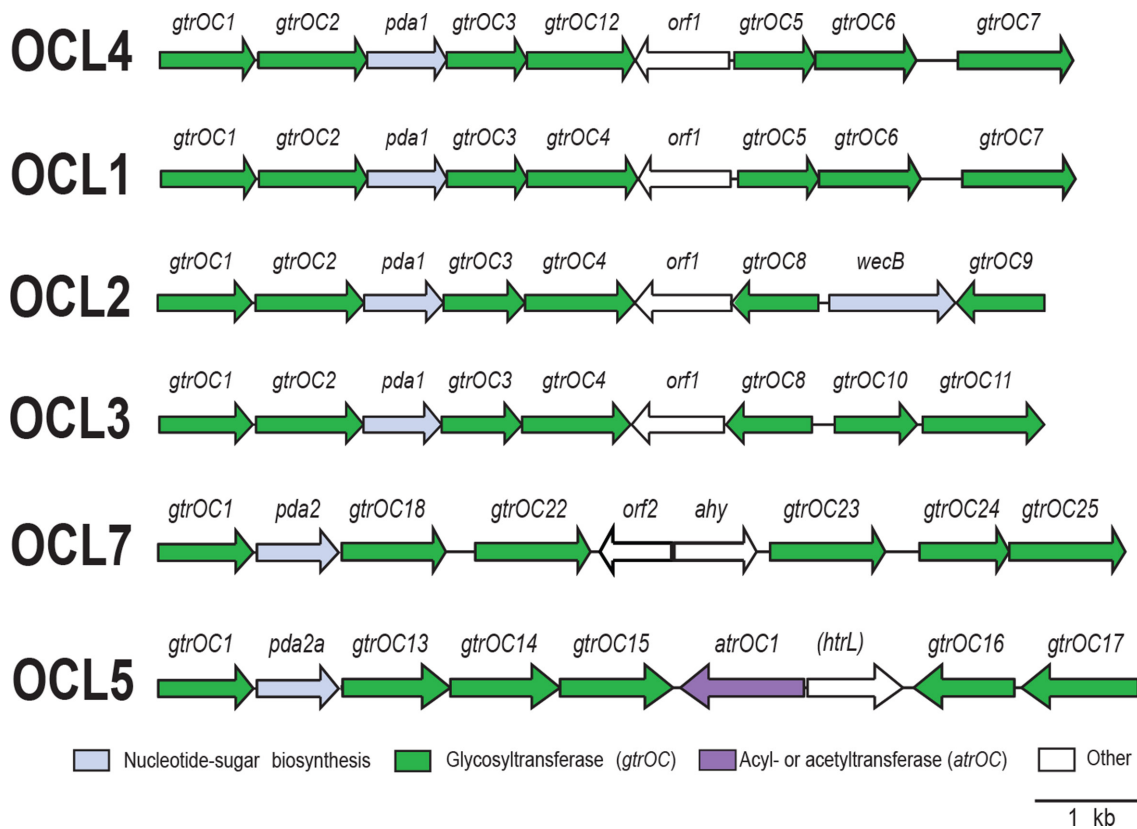 gtrOC1 gtrOC2 pda1 gtrOC3 gtrOC12 orf1 gtrOC5 gtrOC6 gtrOC7
OCL4
gtrOC1 gtrOC2 pda1 gtrOC3 gtrOC4 orf1 gtrOC5 gtrOC6 gtrOC7
OCL1
gtrOC1 gtrOC2 pda1 gtrOC3 gtrOC4 orf1 gtrOC8 wecB gtrOC9
OCL2
gtrOC1 gtrOC2 pda1 gtrOC3 gtrOC4 orf1 gtrOC8 gtrOC10 gtrOC11
OCL3
gtrOC1 pda2 gtrOC18 gtrOC22 orf2 ahy gtrOC23 gtrOC24 gtrOC25
OCL7
gtrOC1 pda2a gtrOC13 gtrOC14 gtrOC15 atrOC1 (htrL) gtrOC16 gtrOC17
OCL5
Nucleotide-sugar biosynthesis Glycosyltransferase (gtrOC) Acyl- or acetyltransferase (atrOC) Other
1 kb